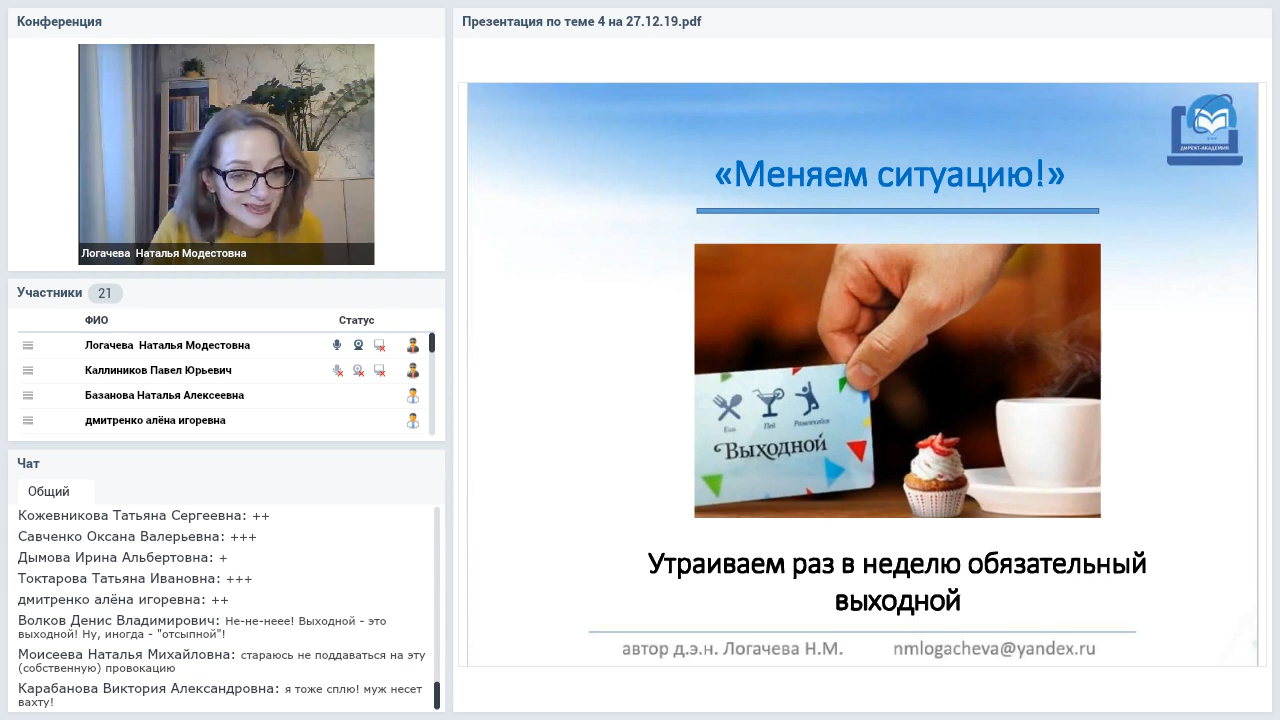 Конференция
Логачева  Наталья Модестовна
Участники 21
ФИО Статус
Логачева  Наталья Модестовна
Каллиников Павел Юрьевич
Базанова Наталья Алексеевна
дмитренко алёна игоревна
Чат
Общий
Кожевникова Татьяна Сергеевна: ++
Савченко Оксана Валерьевна: +++
Дымова Ирина Альбертовна: +
Токтарова Татьяна Ивановна: +++
дмитренко алёна игоревна: ++
Волков Денис Владимирович: Не-не-неее! Выходной - это
выходной! Ну, иногда - "отсыпной"!
Моисеева Наталья Михайловна: стараюсь не поддаваться на эту
(собственную) провокацию
Карабанова Виктория Александровна: я тоже сплю! муж несет
вахту!
Презентация по теме 4 на 27.12.19.pdf
ДИРЕКТ-АКАДЕМИЯ
«Меняем ситуацию!»
Ешь Пей Развлекайся
Выходной
Утраиваем раз в неделю обязательный
выходной
автор д.э.н. Логачева Н.М. nmlogacheva@yandex.ru